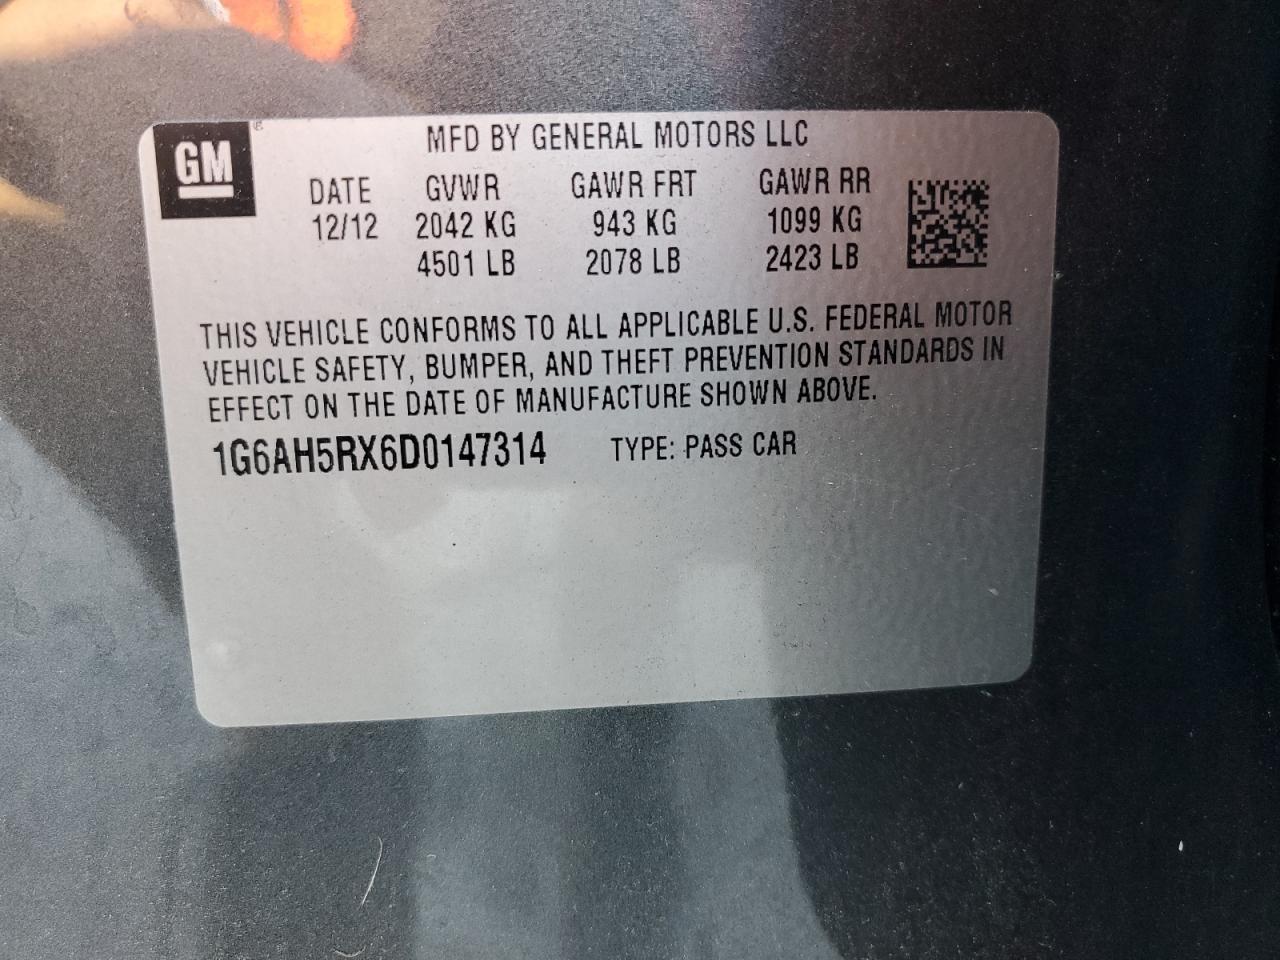 GM
®
MFD BY GENERAL MOTORS LLC
DATE GVWR GAWR FRT GAWR RR
12/12 2042 KG 943 KG 1099 KG
4501 LB 2078 LB 2423 LB
THIS VEHICLE CONFORMS TO ALL APPLICABLE U.S. FEDERAL MOTOR
VEHICLE SAFETY, BUMPER, AND THEFT PREVENTION STANDARDS IN
EFFECT ON THE DATE OF MANUFACTURE SHOWN ABOVE.
1G6AH5RX6D0147314 TYPE: PASS CAR